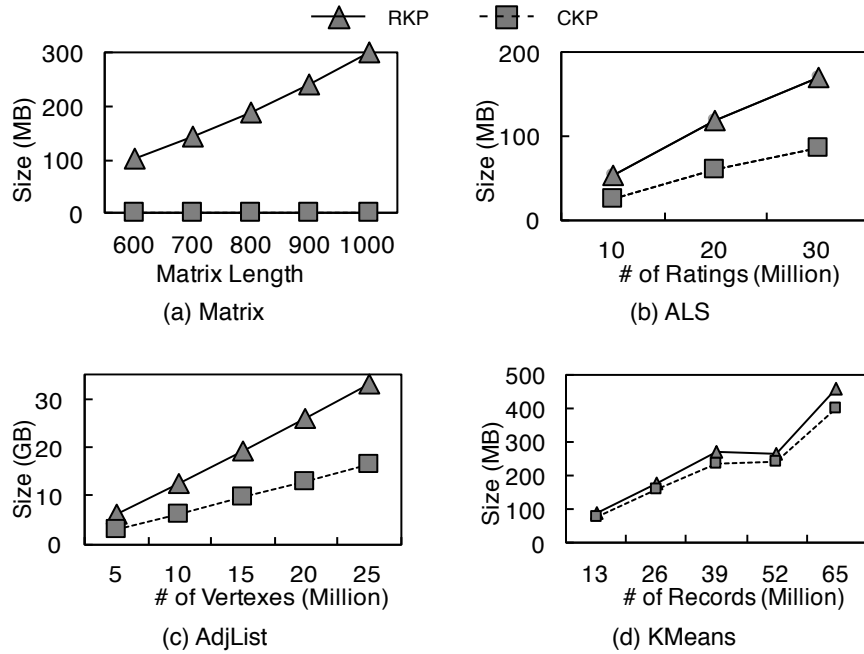 RKP CKP
300
200
100
0
Size (MB)
600 700 800 900 1000
Matrix Length
(a) Matrix
200
100
0
Size (MB)
10 20 30
# of Ratings (Million)
(b) ALS
30
20
10
0
Size (GB)
5 10 15 20 25
# of Vertexes (Million)
(c) AdjList
500
400
300
200
100
0
Size (MB)
13 26 39 52 65
# of Records (Million)
(d) KMeans